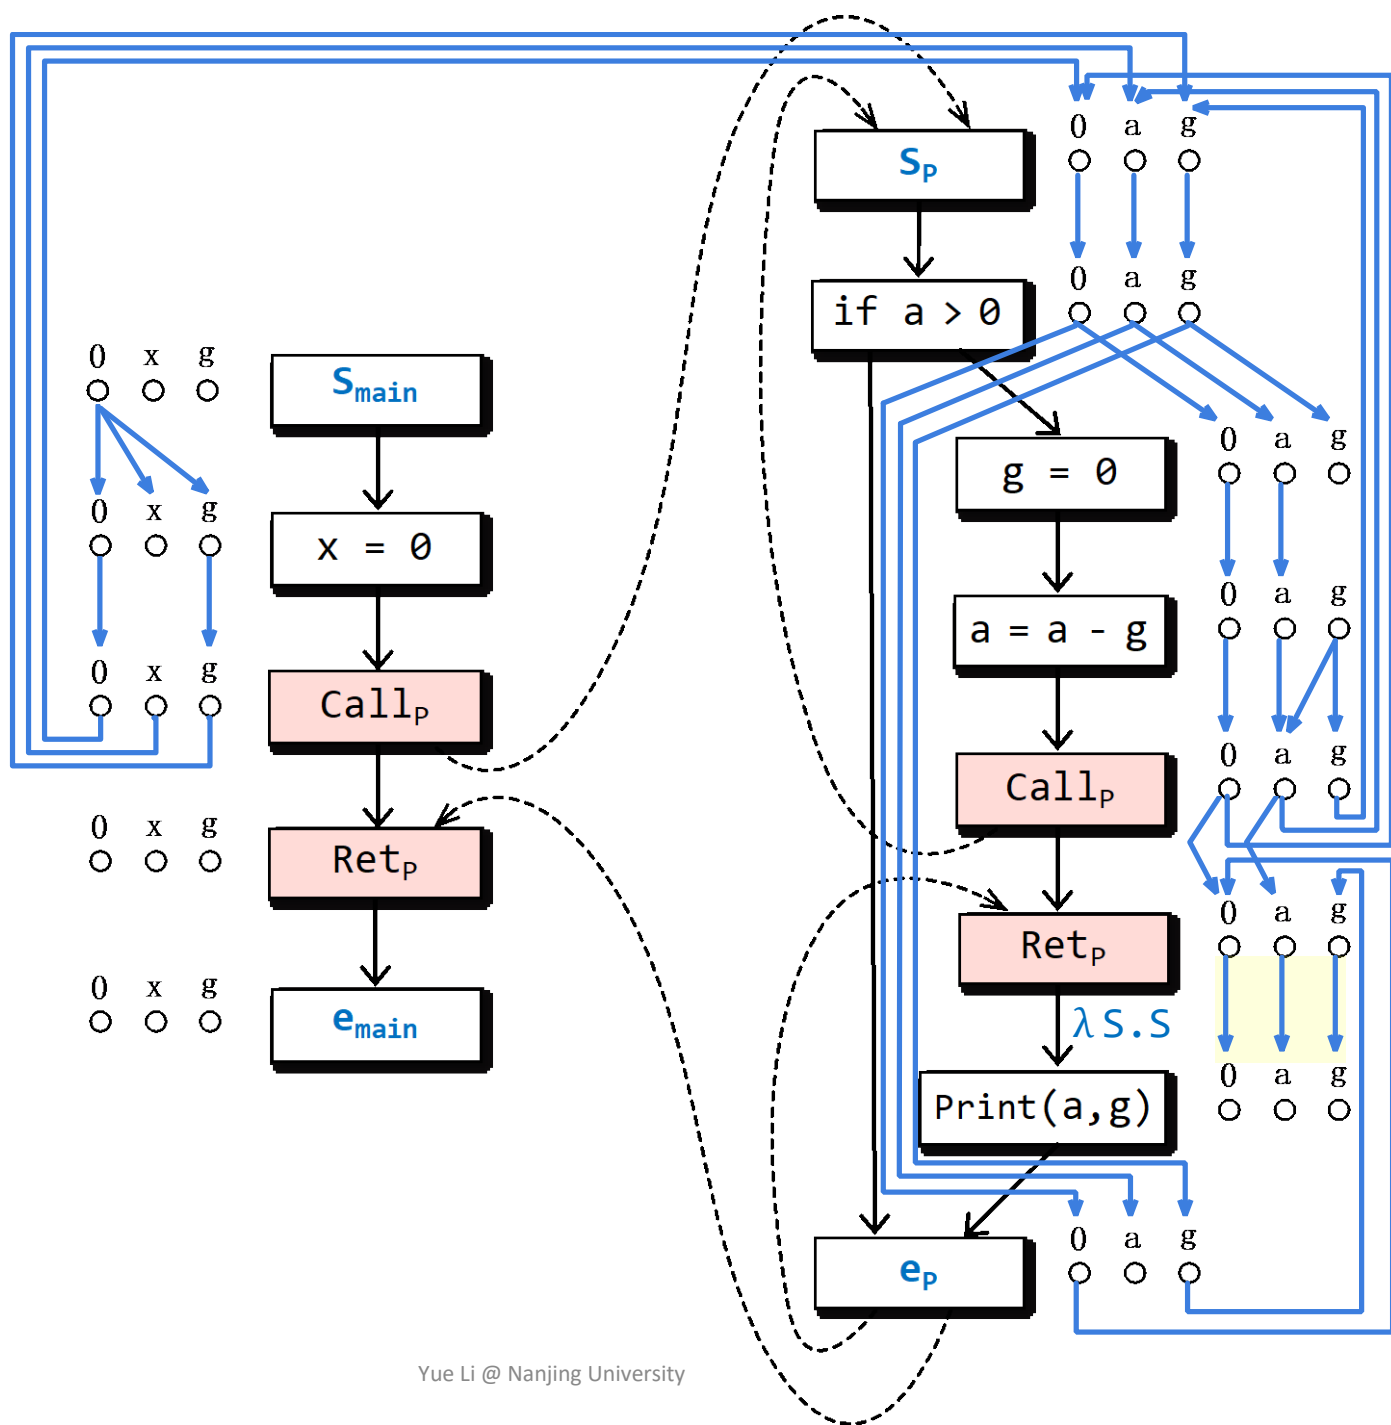 0 a g
S_P
0 a g
if a > 0
0 x g
S_main
0 a g
g = 0
0 x g
x = 0
0 a g
a = a - g
0 x g
Call_P
0 a g
Call_P
0 x g
Ret_P
0 a g
Ret_P
0 x g
e_main
λ S.S
0 a g
Print(a,g)
0 a g
e_P
Yue Li @ Nanjing University